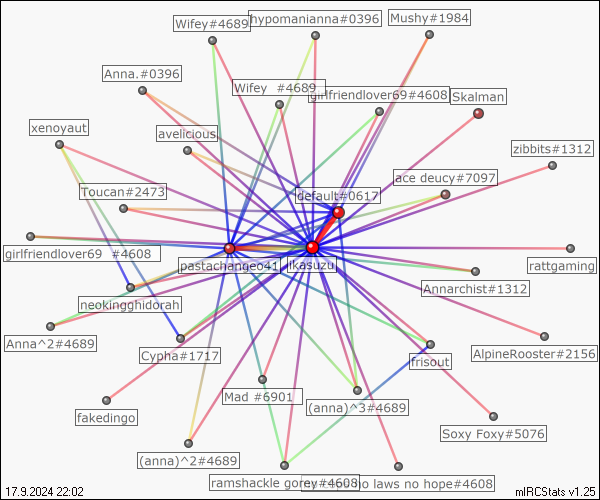 Wifey#4689
hypomanianna#0396
Mushy#1984
Anna.#0396
Wifey #4689
girlfriendlover69#4608
Skalman
xenoyaut
avelicious
zibbits#1312
Toucan#2473
ace deucy#7097
default#0617
girlfriendlover69 #4608
pastachangeo41
ikasuzu
rattgaming
neokingghidorah
Annarchist#1312
Anna^2#4689
Cypha#1717
frisout
AlpineRooster#2156
fakedingo
Mad #6901
(anna)^3#4689
Soxy Foxy#5076
(anna)^2#4689
ramshackle gorey#4608
no laws no hope#4608
17.9.2024 22:02
mIRCStats v1.25